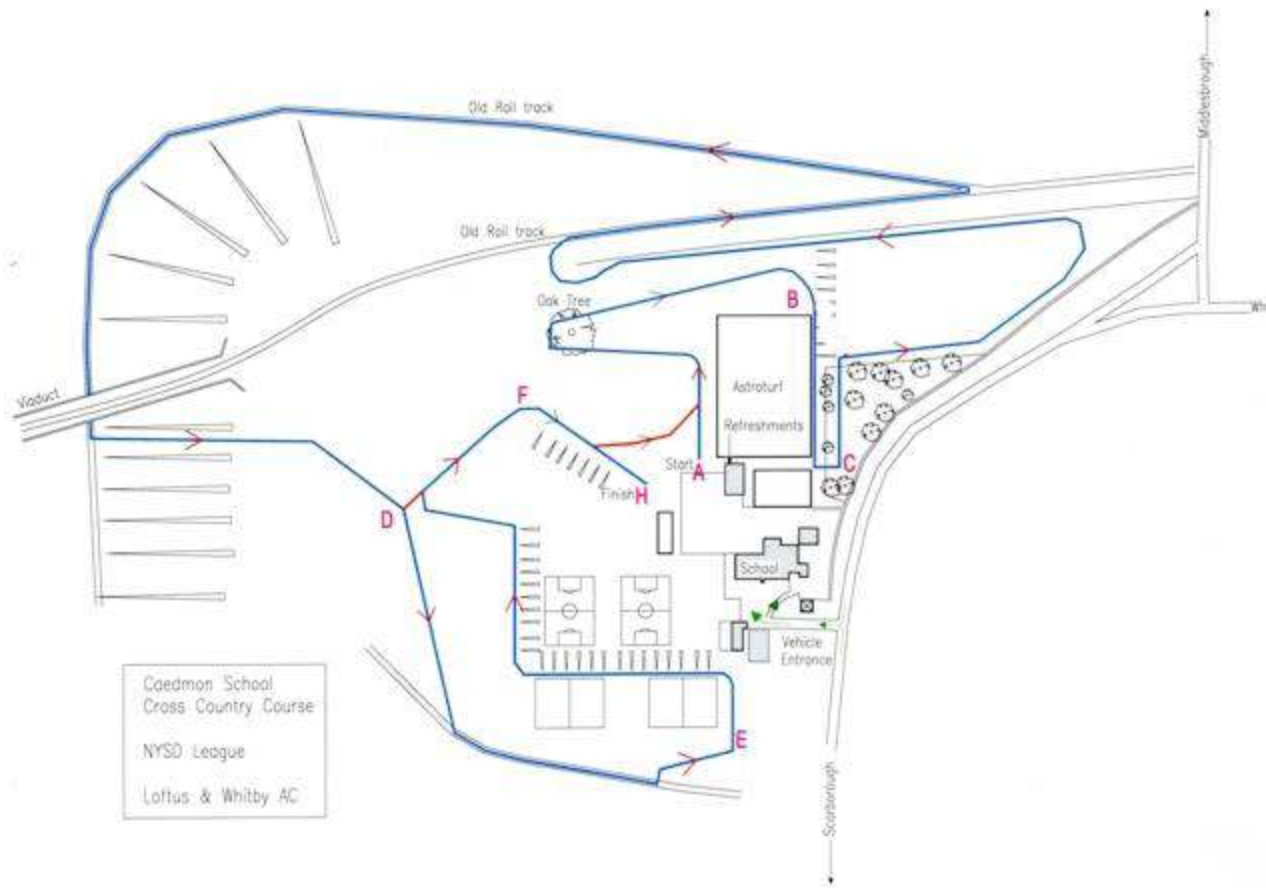 Middlesbrough
Old Rail track
Old Rail track
Oak Tree
B
Viaduct
F
Astroturf
Refreshments
Start
A
C
Finish
H
D
School
Vehicle
Entrance
E
Caedmon School
Cross Country Course
NYSD League
Loftus & Whitby AC
Scarborough